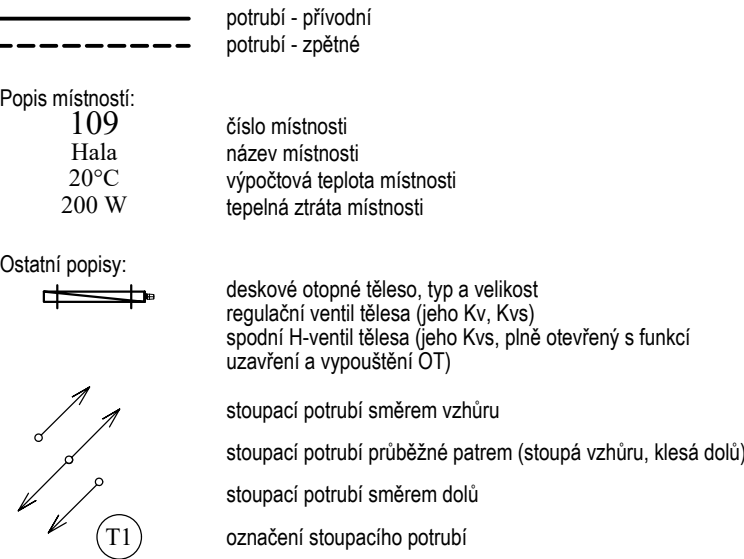 potrubí - přívodní
potrubí - zpětné
Popis místností:
109 číslo místnosti
Hala název místnosti
20°C výpočtová teplota místnosti
200 W tepelná ztráta místnosti
Ostatní popisy:
deskové otopné těleso, typ a velikost
regulační ventil tělesa (jeho Kv, Kvs)
spodní H-ventil tělesa (jeho Kvs, plně otevřený s funkcí
uzavření a vypouštění OT)
stoupací potrubí směrem vzhůru
stoupací potrubí průběžné patrem (stoupá vzhůru, klesá dolů)
stoupací potrubí směrem dolů
T1 označení stoupacího potrubí